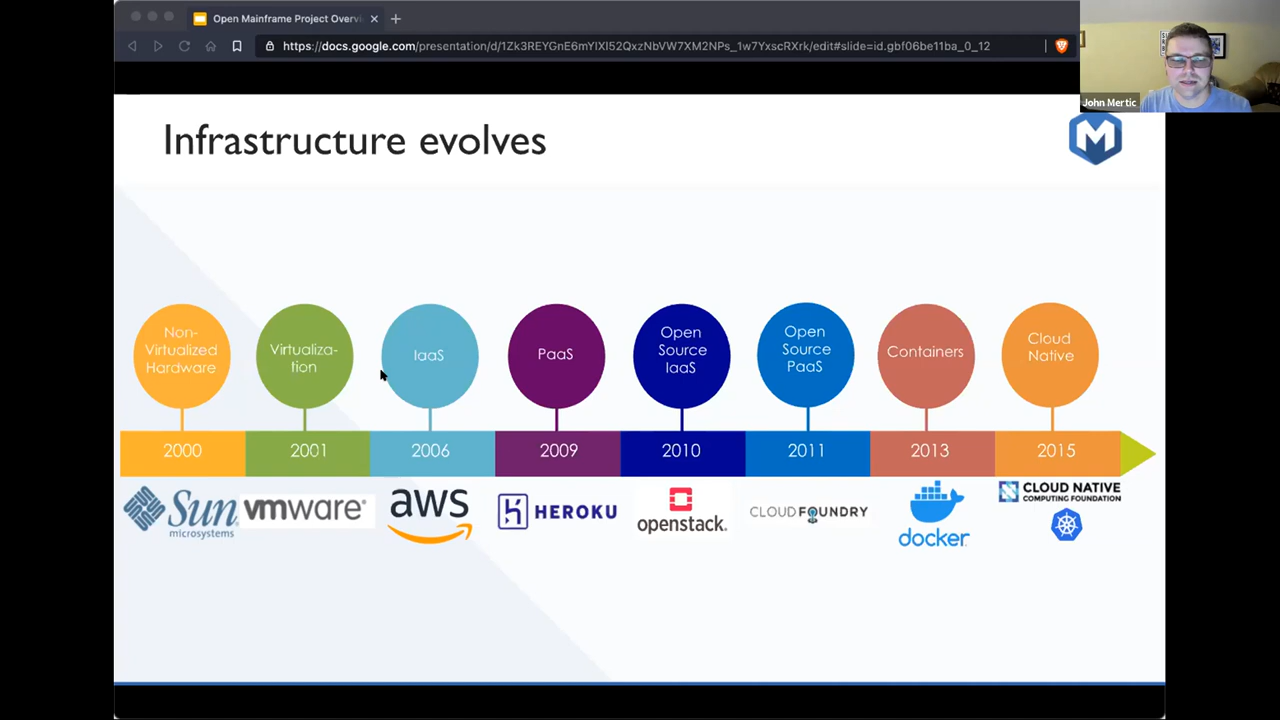 Open Mainframe Project Overvi
https://docs.google.com/presentation/d/1Zk3REYGnE6mYIXI52QxzNbVW7XM2NPs_1w7YxscRXrk/edit#slide=id.gbf06be11ba_0_12
John Mertic
Infrastructure evolves
M
Non-
Virtualized
Hardware
Virtualiza-
tion
IaaS
PaaS
Open
Source
IaaS
Open
Source
PaaS
Containers
Cloud
Native
2000
2001
2006
2009
2010
2011
2013
2015
Sun
microsystems
vmware®
aws
HEROKU
openstack.
CLOUDFOUNDRY
docker
CLOUD NATIVE
COMPUTING FOUNDATION